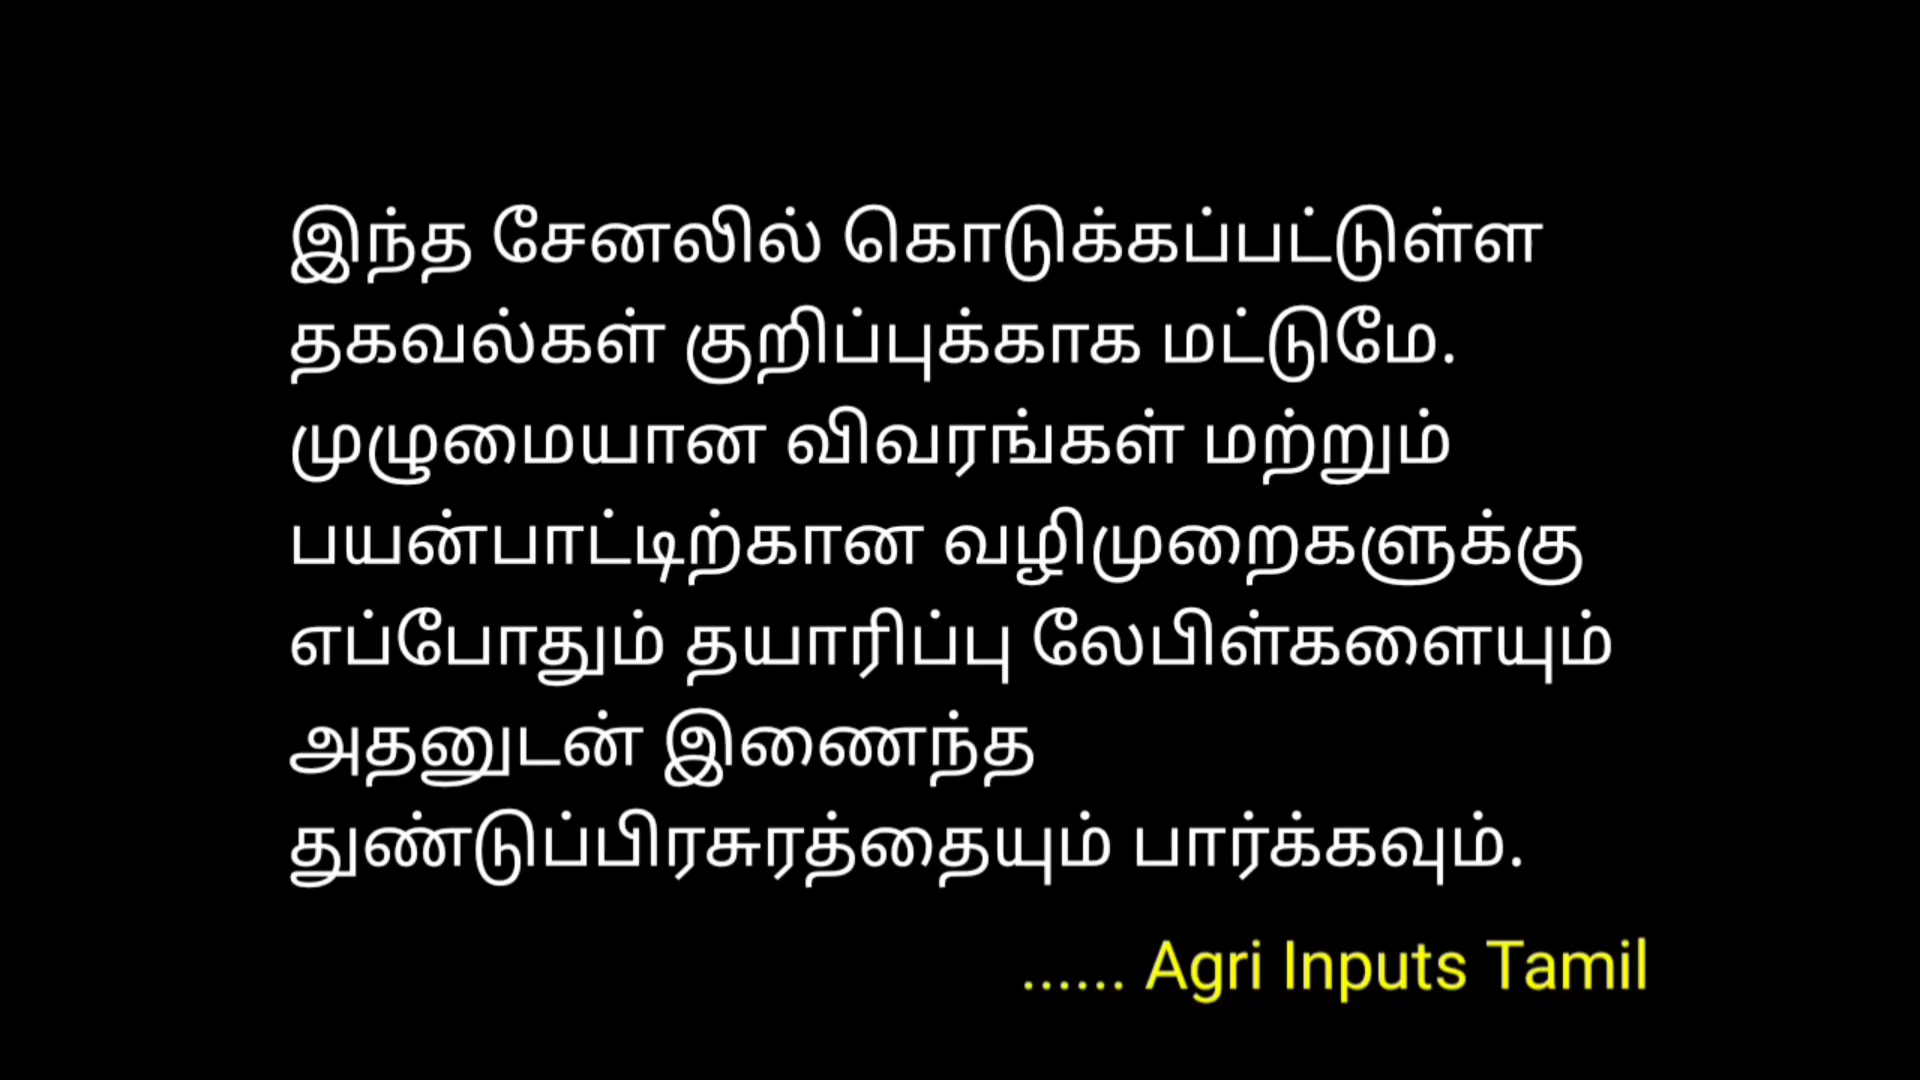 இந்த சேனலில் கொடுக்கப்பட்டுள்ள
தகவல்கள் குறிப்புக்காக மட்டுமே.
முழுமையான விவரங்கள் மற்றும்
பயன்பாட்டிற்கான வழிமுறைகளுக்கு
எப்போதும் தயாரிப்பு லேபிள்களையும்
அதனுடன் இணைந்த
துண்டுப்பிரசுரத்தையும் பார்க்கவும்.
...... Agri Inputs Tamil